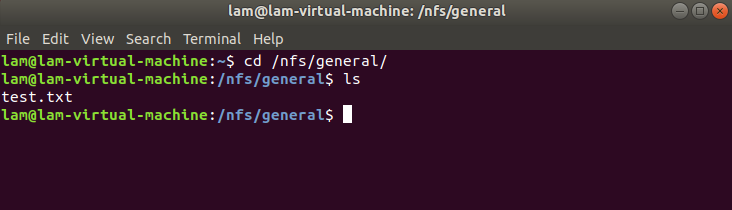 lam@lam-virtual-machine: /nfs/general
File Edit View Search Terminal Help
lam@lam-virtual-machine:~$ cd /nfs/general/
lam@lam-virtual-machine:/nfs/general$ ls
test.txt
lam@lam-virtual-machine:/nfs/general$